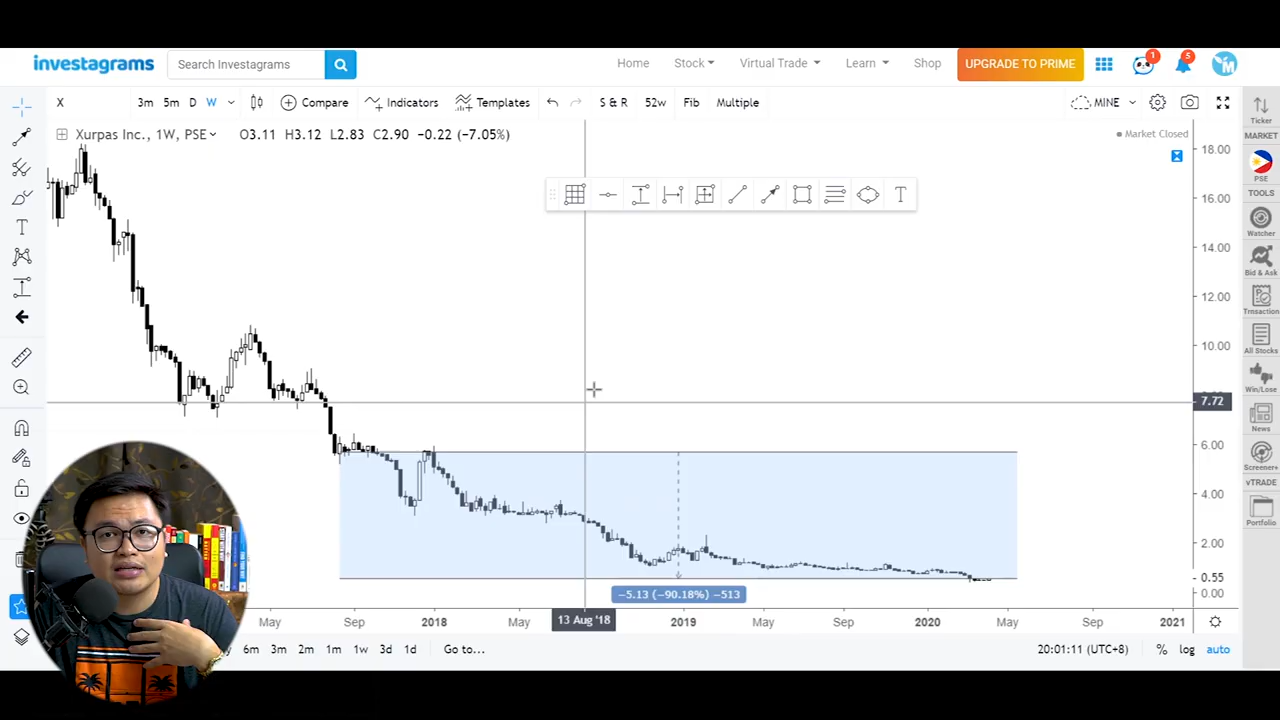 investagrams
Search Investagrams
Home
Stock
Virtual Trade
Learn
Shop
UPGRADE TO PRIME
1
5
X
3m 5m D W
Compare
Indicators
Templates
S & R
52w
Fib
Multiple
MINE
Xurpas Inc., 1W, PSE
O3.11 H3.12 L2.83 C2.90 -0.22 (-7.05%)
Market Closed
18.00
16.00
14.00
12.00
10.00
7.72
6.00
4.00
2.00
0.55
0.00
−5.13 (−90.18%) −513
May
Sep
2018
May
13 Aug '18
2019
May
Sep
2020
May
Sep
2021
6m 3m 2m 1m 1w 3d 1d
Go to...
20:01:11 (UTC+8)
%
log
auto
Ticker
MARKET
PSE
TOOLS
Watcher
Bid & Ask
Trnsaction
All Stocks
Win/Lose
News
Screener+
vTRADE
Portfolio
T
T